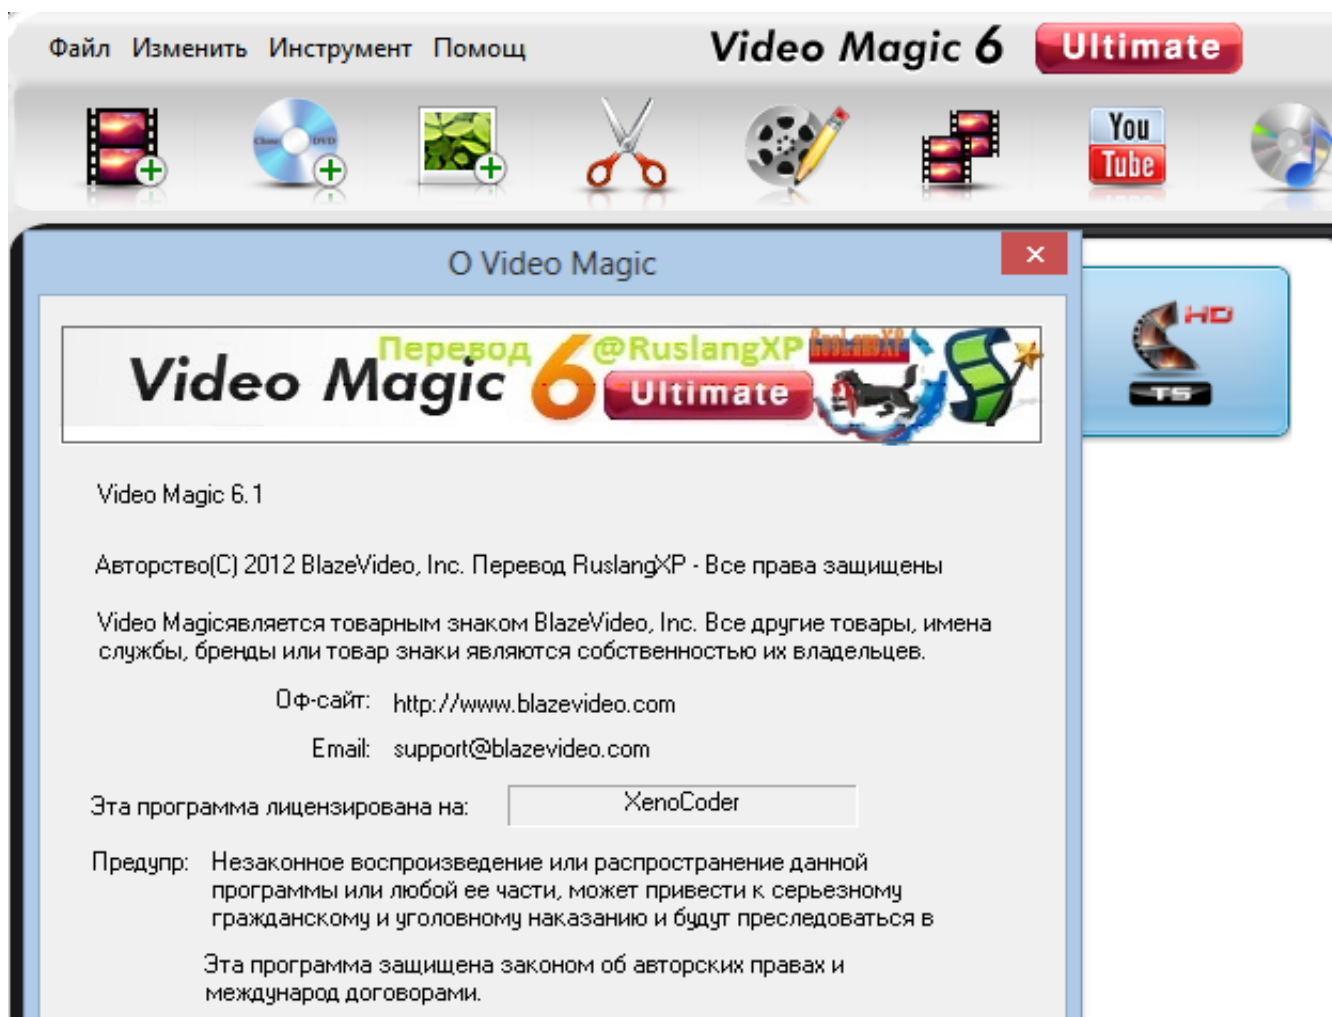 Файл Изменить Инструмент Помощ
Video Magic 6 Ultimate
Clone DVD
You
Tube
О Video Magic
×
HD
TS
Перевод @RuslangXP RusLanXP
Video Magic 6 Ultimate
Video Magic 6.1
Авторство(C) 2012 BlazeVideo, Inc. Перевод RuslangXP - Все права защищены
Video Magicявляется товарным знаком BlazeVideo, Inc. Все другие товары, имена
службы, бренды или товар знаки являются собственностью их владельцев.
Оф-сайт: http://www.blazevideo.com
Email: support@blazevideo.com
Эта программа лицензирована на: XenoCoder
Предупр: Незаконное воспроизведение или распространение данной
программы или любой ее части, может привести к серьезному
гражданскому и уголовному наказанию и будут преследоваться в
Эта программа защищена законом об авторских правах и
международ договорами.